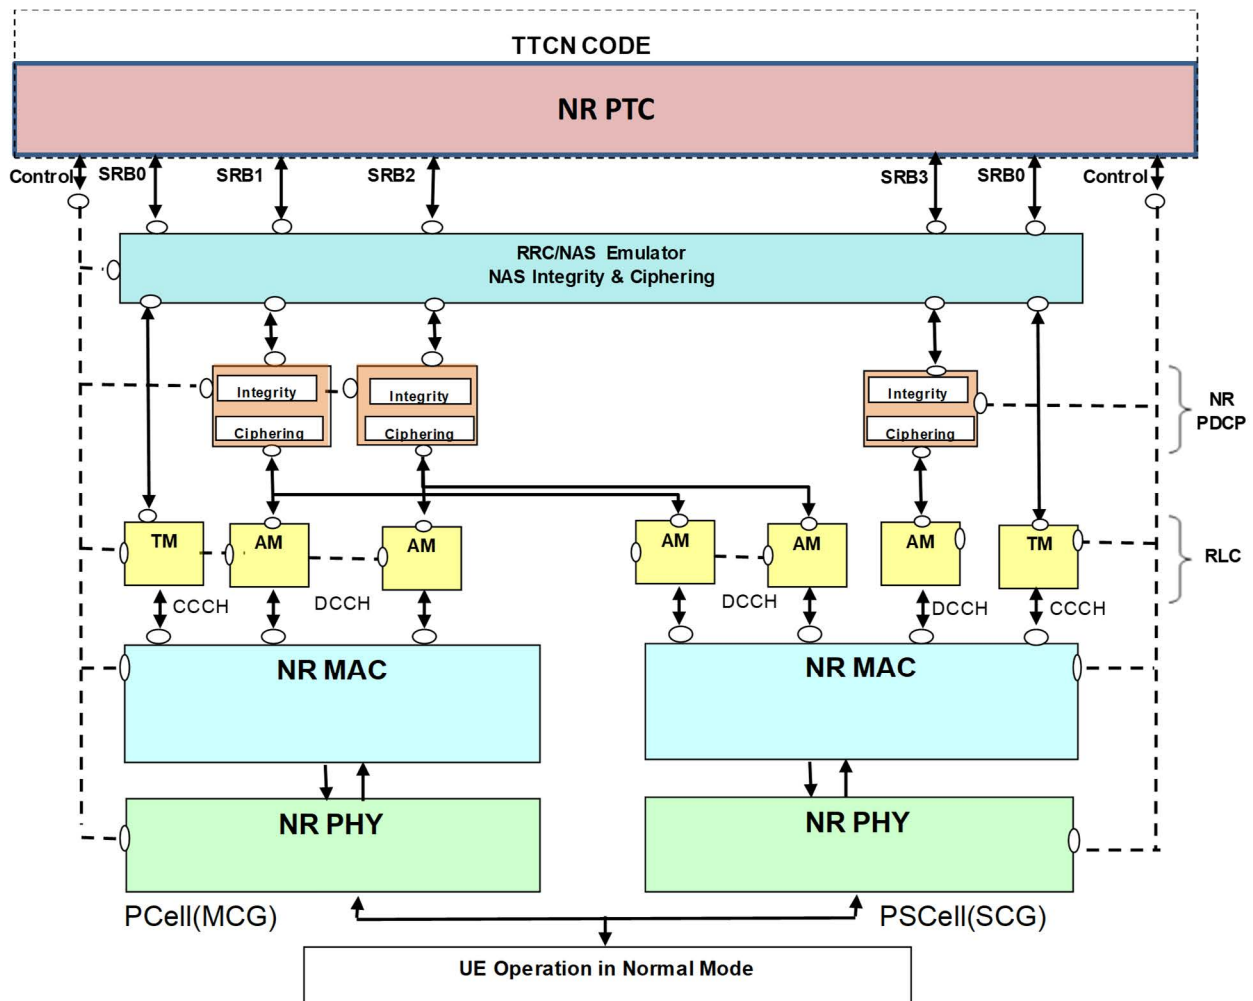 TTCN CODE
NR PTC
Control
SRB0
SRB1
SRB2
SRB3
SRB0
Control
RRC/NAS Emulator
NAS Integrity & Ciphering
Integrity
Integrity
Integrity
NR
PDCP
Ciphering
Ciphering
Ciphering
TM
AM
AM
AM
AM
AM
TM
RLC
CCCH
DCCH
DCCH
DCCH
CCCH
NR MAC
NR MAC
NR PHY
NR PHY
PCell(MCG)
PSCell(SCG)
UE Operation in Normal Mode